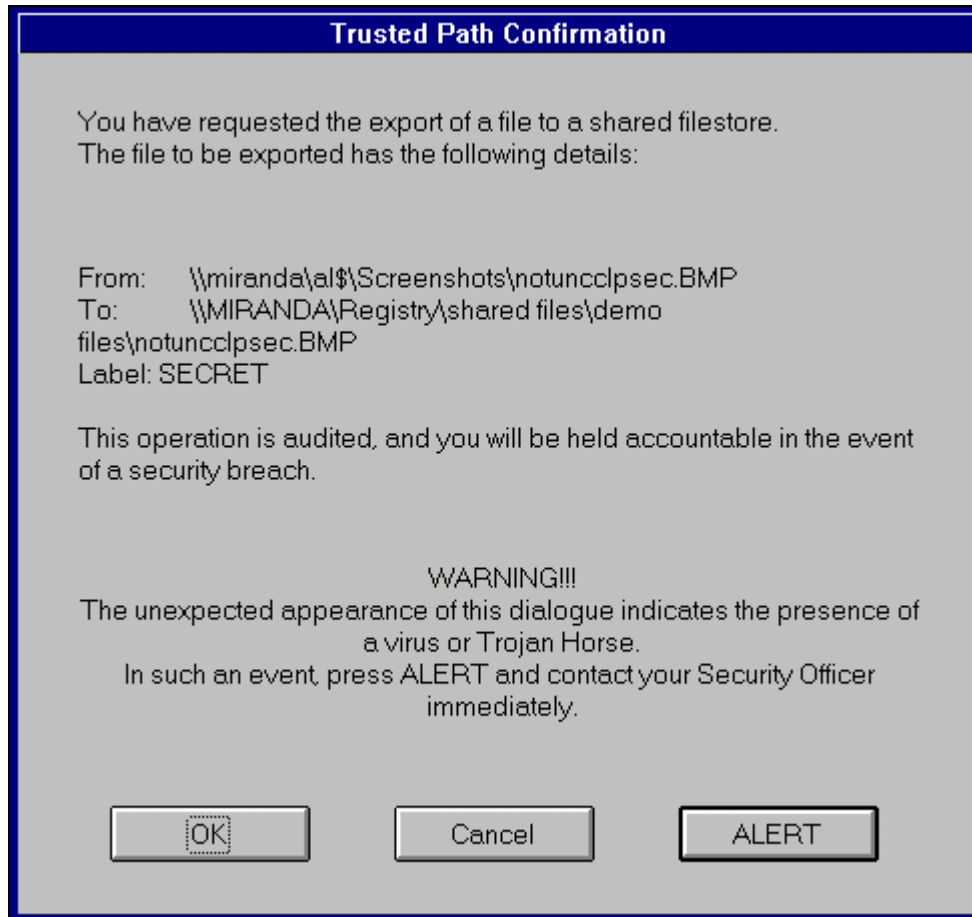 Trusted Path Confirmation
You have requested the export of a file to a shared filestore.
The file to be exported has the following details:
From: \\miranda\al$\Screenshots\notuncclpsec.BMP
To: \\MIRANDA\Registry\shared files\demo
files\notuncclpsec.BMP
Label: SECRET
This operation is audited, and you will be held accountable in the event
of a security breach.
WARNING!!!
The unexpected appearance of this dialogue indicates the presence of
a virus or Trojan Horse.
In such an event, press ALERT and contact your Security Officer
immediately.
OK Cancel ALERT